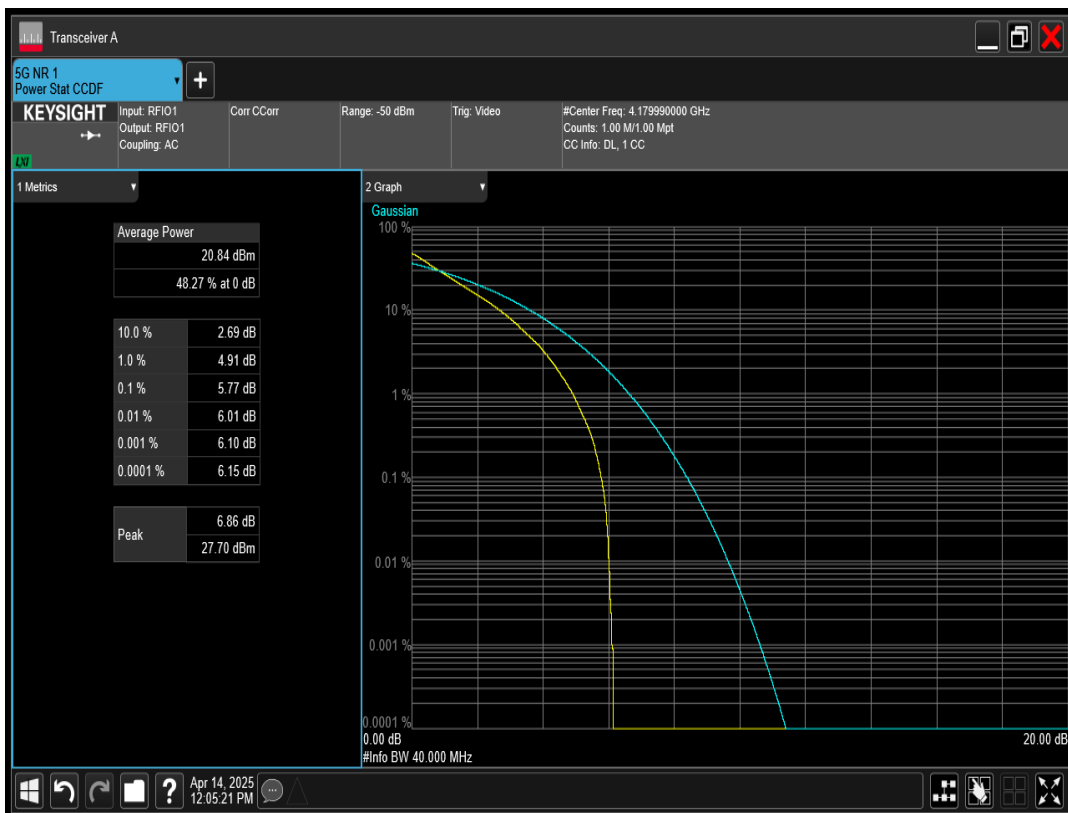 Transceiver A
5G NR 1
Power Stat CCDF
+
KEYSIGHT
LXI
Input: RFIO1
Output: RFIO1
Coupling: AC
Corr CCorr
Range: -50 dBm
Trig: Video
#Center Freq: 4.179990000 GHz
Counts: 1.00 M/1.00 Mpt
CC Info: DL, 1 CC
1 Metrics
Average Power
20.84 dBm
48.27 % at 0 dB
10.0 % 2.69 dB
1.0 % 4.91 dB
0.1 % 5.77 dB
0.01 % 6.01 dB
0.001 % 6.10 dB
0.0001 % 6.15 dB
Peak
6.86 dB
27.70 dBm
2 Graph
Gaussian
100 %
10 %
1 %
0.1 %
0.01 %
0.001 %
0.0001 %
0.00 dB 20.00 dB
#Info BW 40.000 MHz
?
Apr 14, 2025
12:05:21 PM